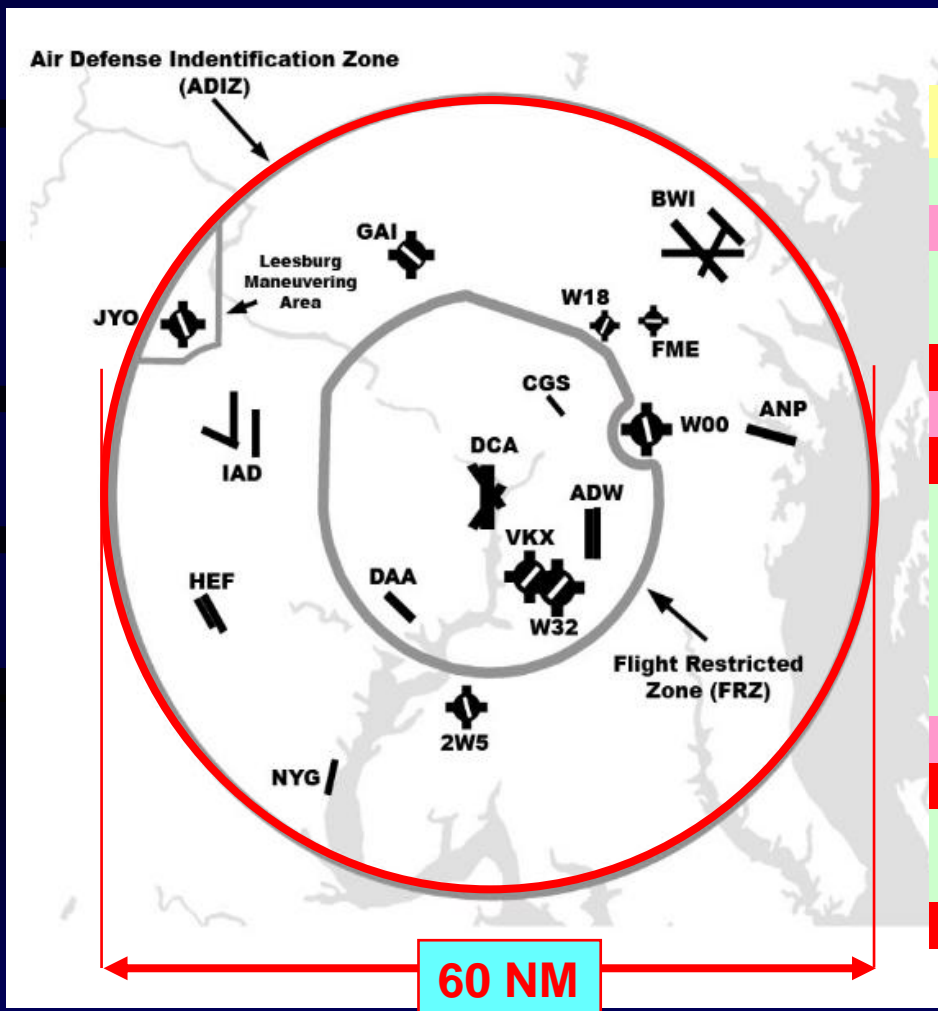 Air Defense Indentification Zone
(ADIZ)
BWI
GAI
Leesburg
Maneuvering
Area
W18
JYO
FME
CGS
ANP
W00
DCA
IAD
ADW
VKX
HEF
DAA
W32
Flight Restricted
Zone (FRZ)
2W5
NYG
60 NM